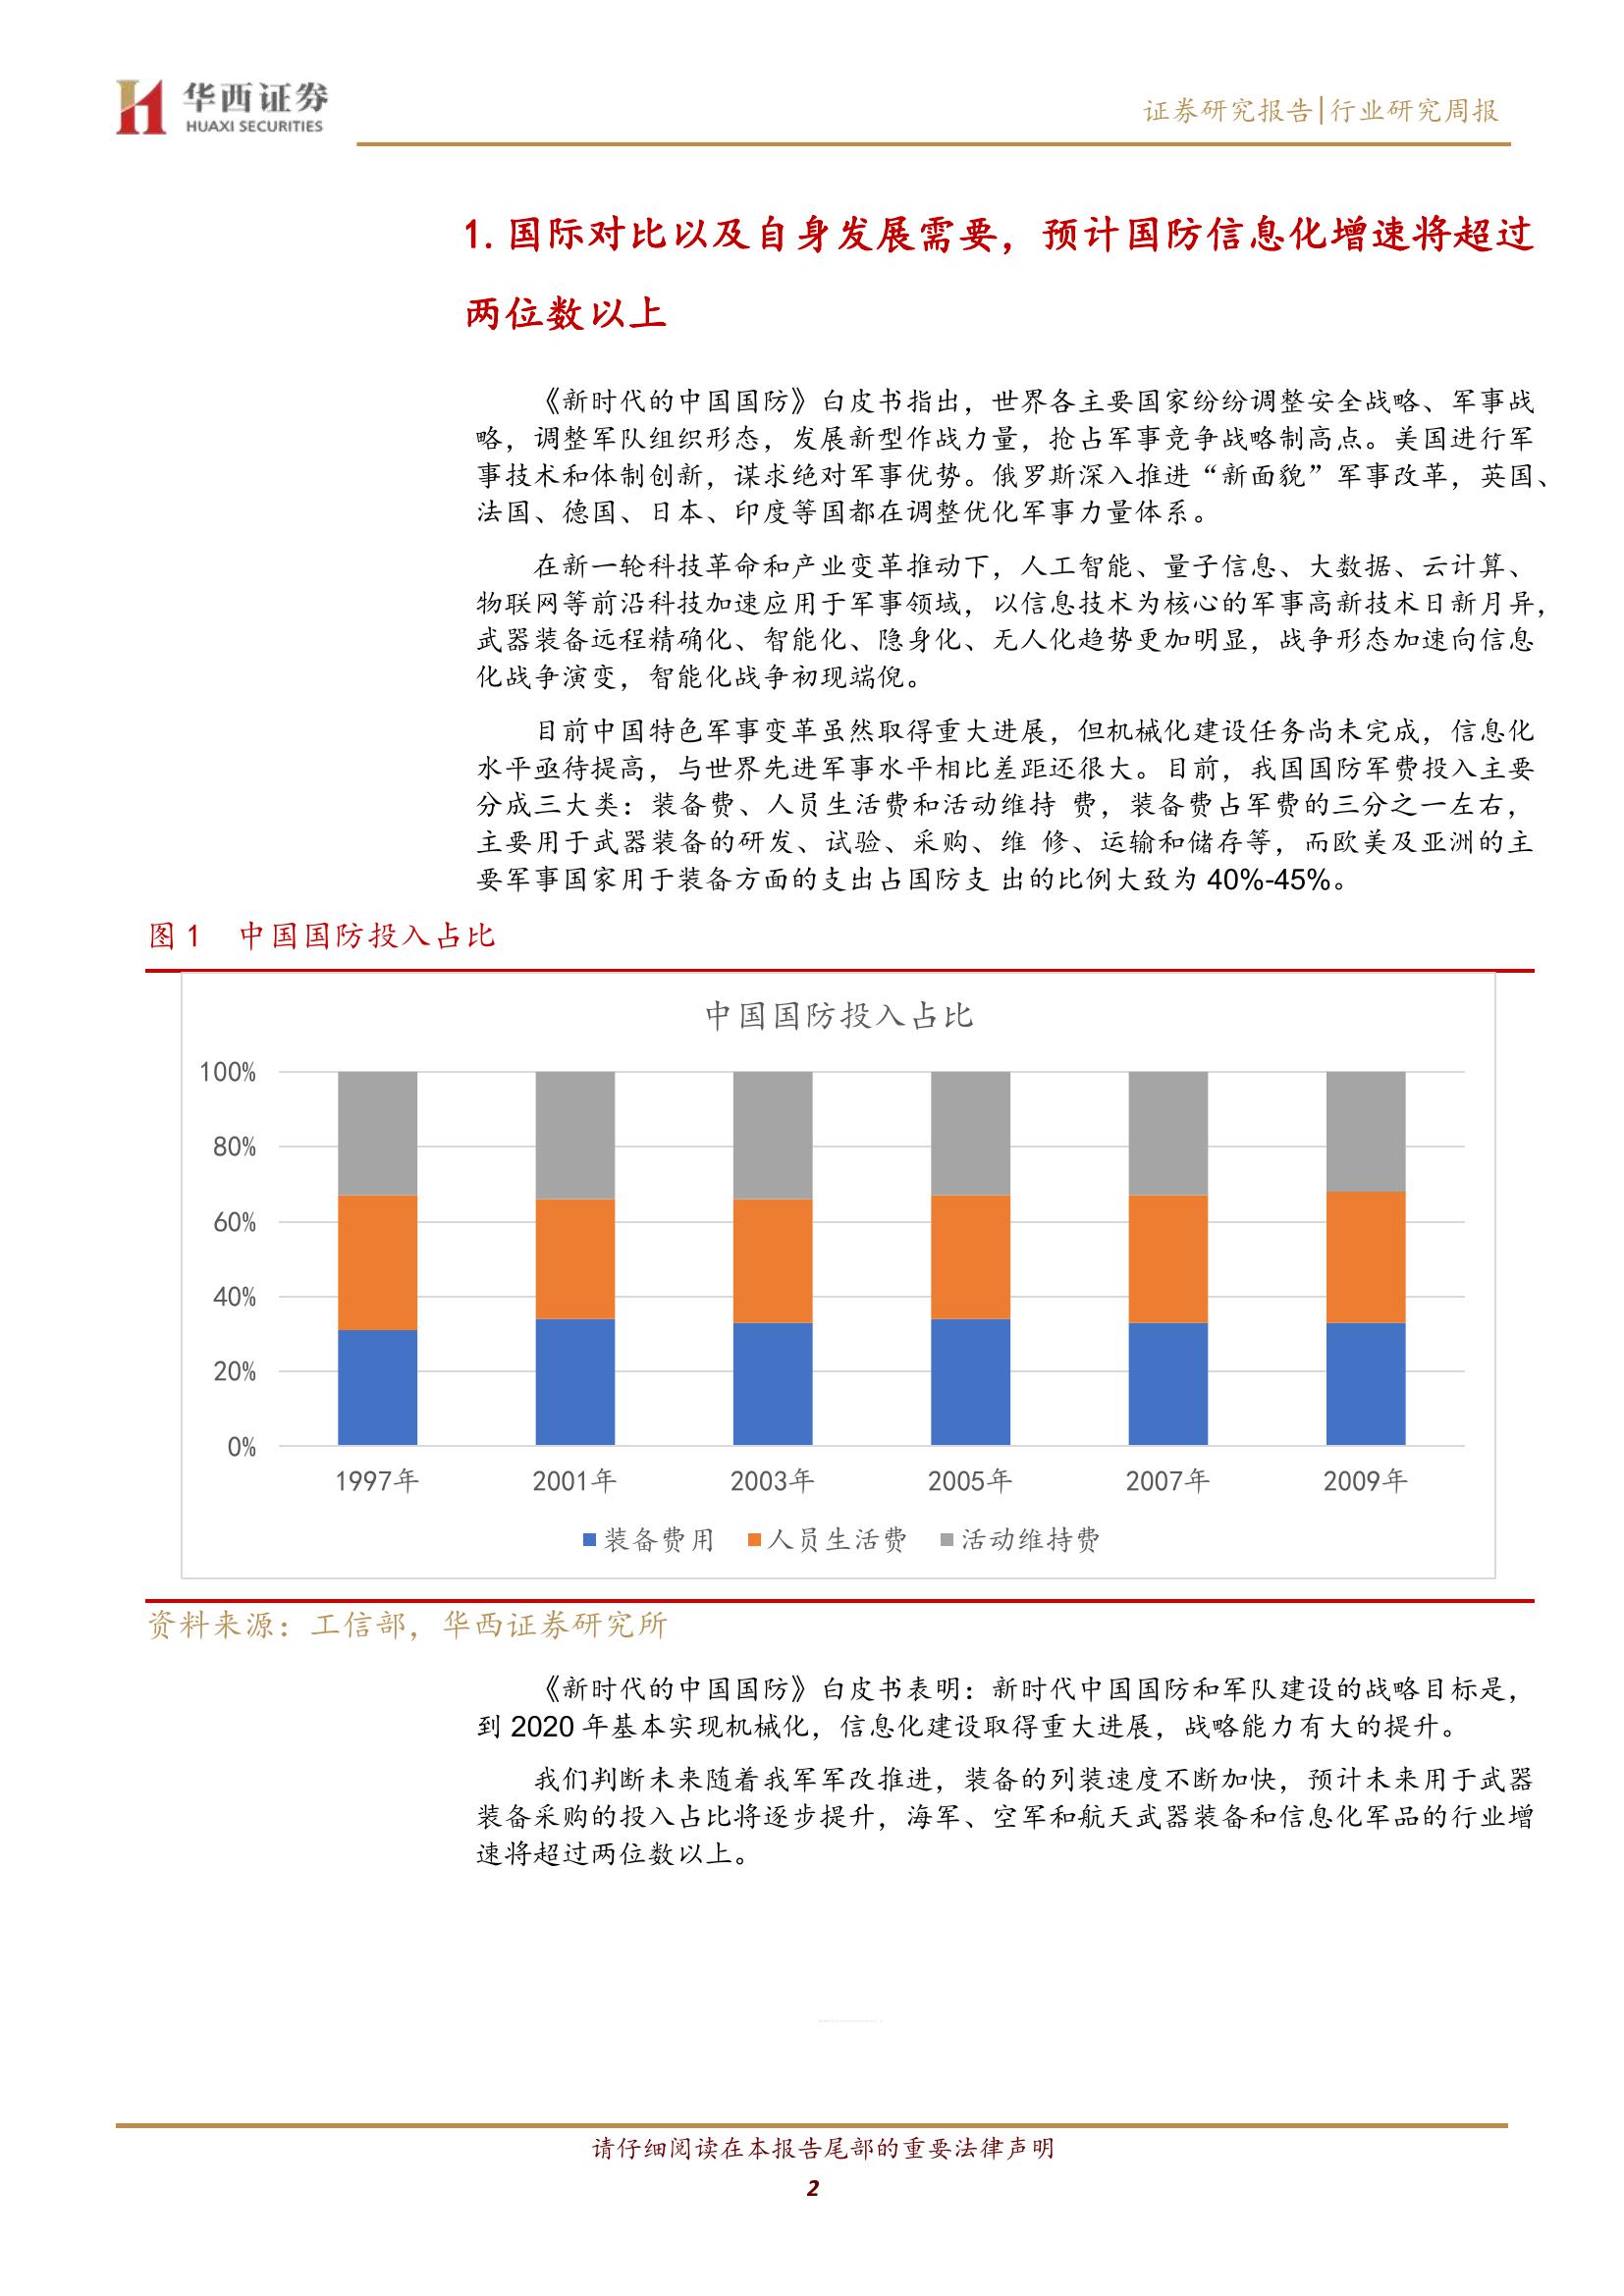 华西证券
HUAXI SECURITIES
证券研究报告|行业研究周报
1. 国际对比以及自身发展需要，预计国防信息化增速将超过
两位数以上
《新时代的中国国防》白皮书指出，世界各主要国家纷纷调整安全战略、军事战
略，调整军队组织形态，发展新型作战力量，抢占军事竞争战略制高点。美国进行军
事技术和体制创新，谋求绝对军事优势。俄罗斯深入推进“新面貌”军事改革，英国、
法国、德国、日本、印度等国都在调整优化军事力量体系。
在新一轮科技革命和产业变革推动下，人工智能、量子信息、大数据、云计算、
物联网等前沿科技加速应用于军事领域，以信息技术为核心的军事高新技术日新月异，
武器装备远程精确化、智能化、隐身化、无人化趋势更加明显，战争形态加速向信息
化战争演变，智能化战争初现端倪。
目前中国特色军事变革虽然取得重大进展，但机械化建设任务尚未完成，信息化
水平亟待提高，与世界先进军事水平相比差距还很大。目前，我国国防军费投入主要
分成三大类：装备费、人员生活费和活动维持 费，装备费占军费的三分之一左右，
主要用于武器装备的研发、试验、采购、维 修、运输和储存等，而欧美及亚洲的主
要军事国家用于装备方面的支出占国防支 出的比例大致为 40%-45%。
图 1 中国国防投入占比
中国国防投入占比
100%
80%
60%
40%
20%
0%
1997年 2001年 2003年 2005年 2007年 2009年
装备费用 人员生活费 活动维持费
资料来源：工信部，华西证券研究所
《新时代的中国国防》白皮书表明：新时代中国国防和军队建设的战略目标是，
到 2020 年基本实现机械化，信息化建设取得重大进展，战略能力有大的提升。
我们判断未来随着我军军改推进，装备的列装速度不断加快，预计未来用于武器
装备采购的投入占比将逐步提升，海军、空军和航天武器装备和信息化军品的行业增
速将超过两位数以上。
请仔细阅读在本报告尾部的重要法律声明
2